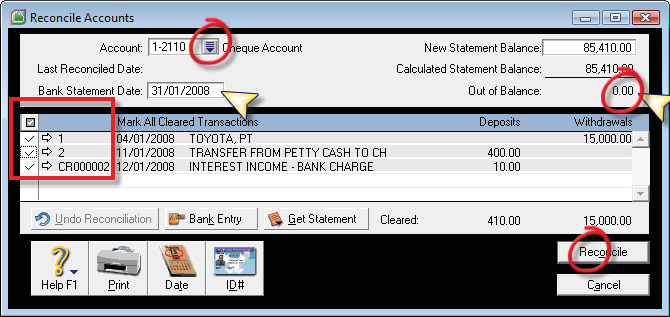 Reconcile Accounts
Account: 1-2110 Cheque Account New Statement Balance: 85,410.00
Last Reconciled Date: Calculated Statement Balance: 85,410.00
Bank Statement Date: 31/01/2008 Out of Balance: 0.00
Mark All Cleared Transactions Deposits Withdrawals
1 04/01/2008 TOYOTA, PT 15,000.00
2 11/01/2008 TRANSFER FROM PETTY CASH TO CH 400.00
CR000002 12/01/2008 INTEREST INCOME - BANK CHARGE 10.00
Undo Reconciliation Bank Entry Get Statement Cleared: 410.00 15,000.00
Reconcile
Help F1 Print Date ID# Cancel